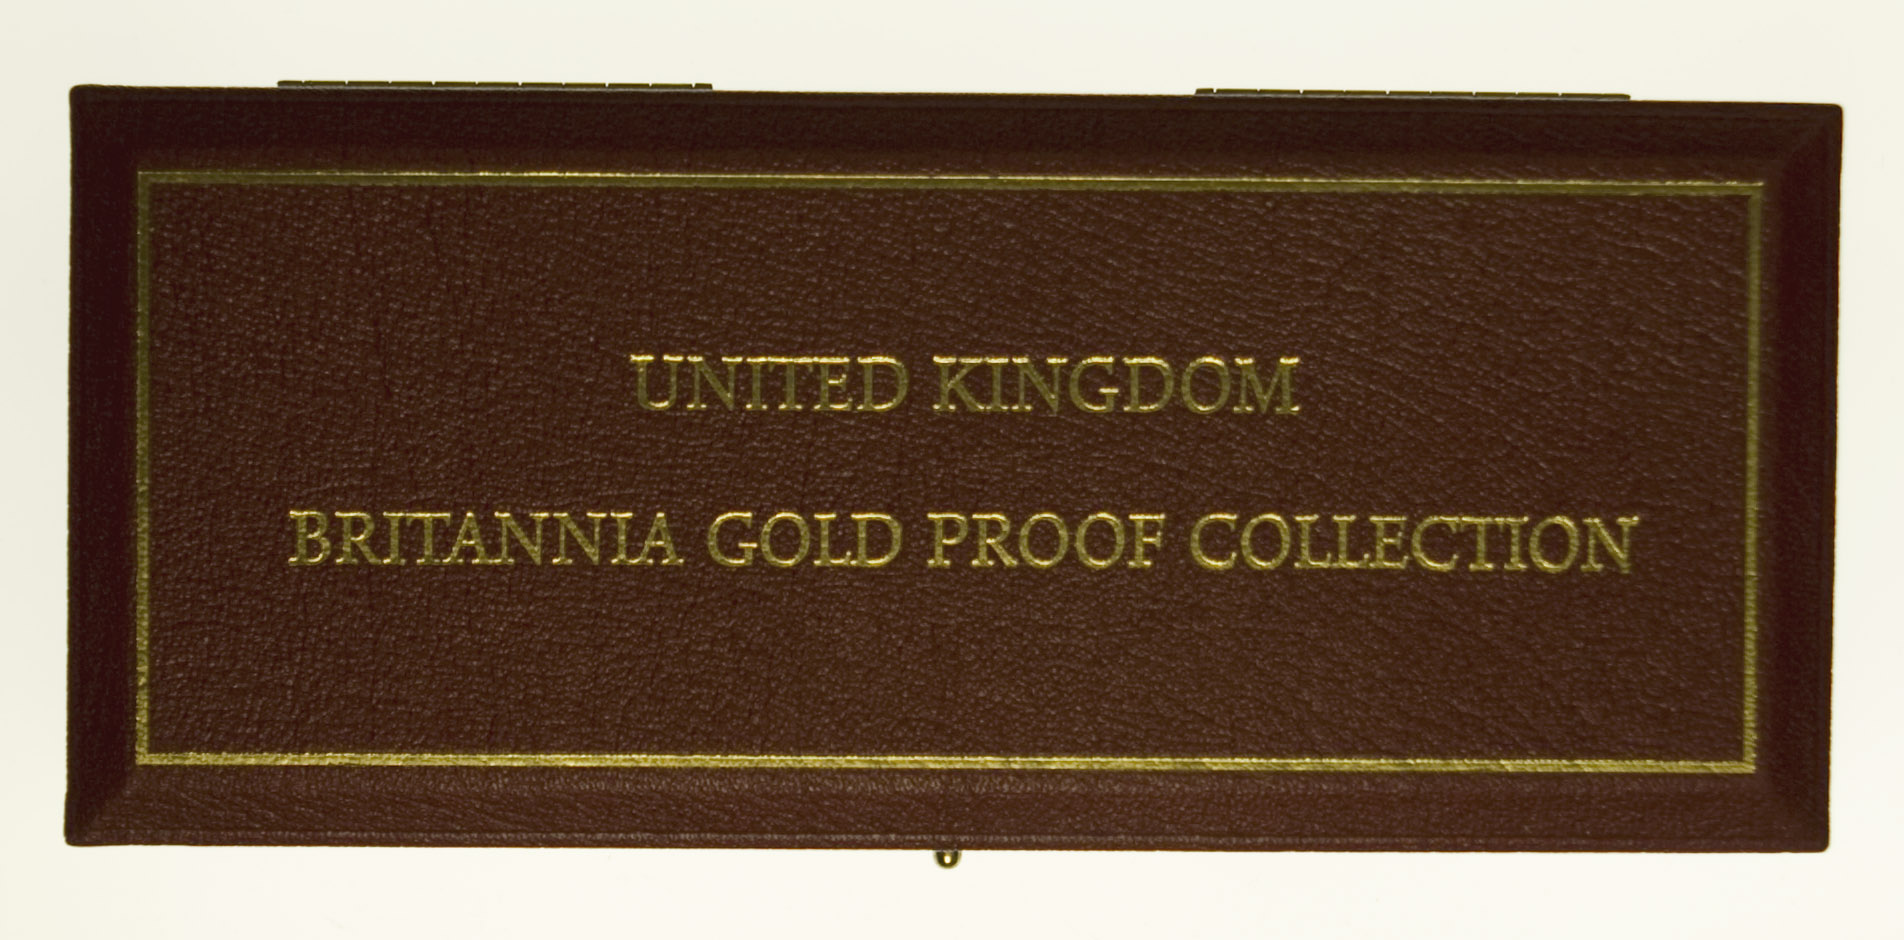 UNITED KINGDOM
BRITANNIA GOLD PROOF COLLECTION